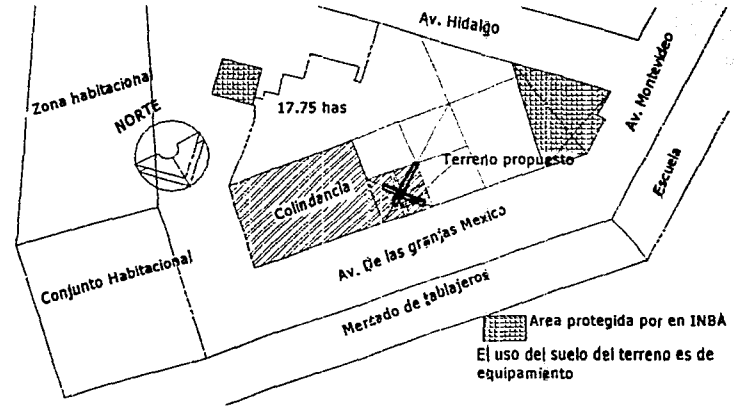 Av. Hidalgo
Zona habitacional
NORTE
17.75 has
Av. Montevideo
Terreno propuesto
Escuela
Colindancia
Av. De las granjas Mexico
Conjunto Habitacional
Mercado de tablajeros
Area protegida por en INBA
El uso del suelo del terreno es de
equipamiento